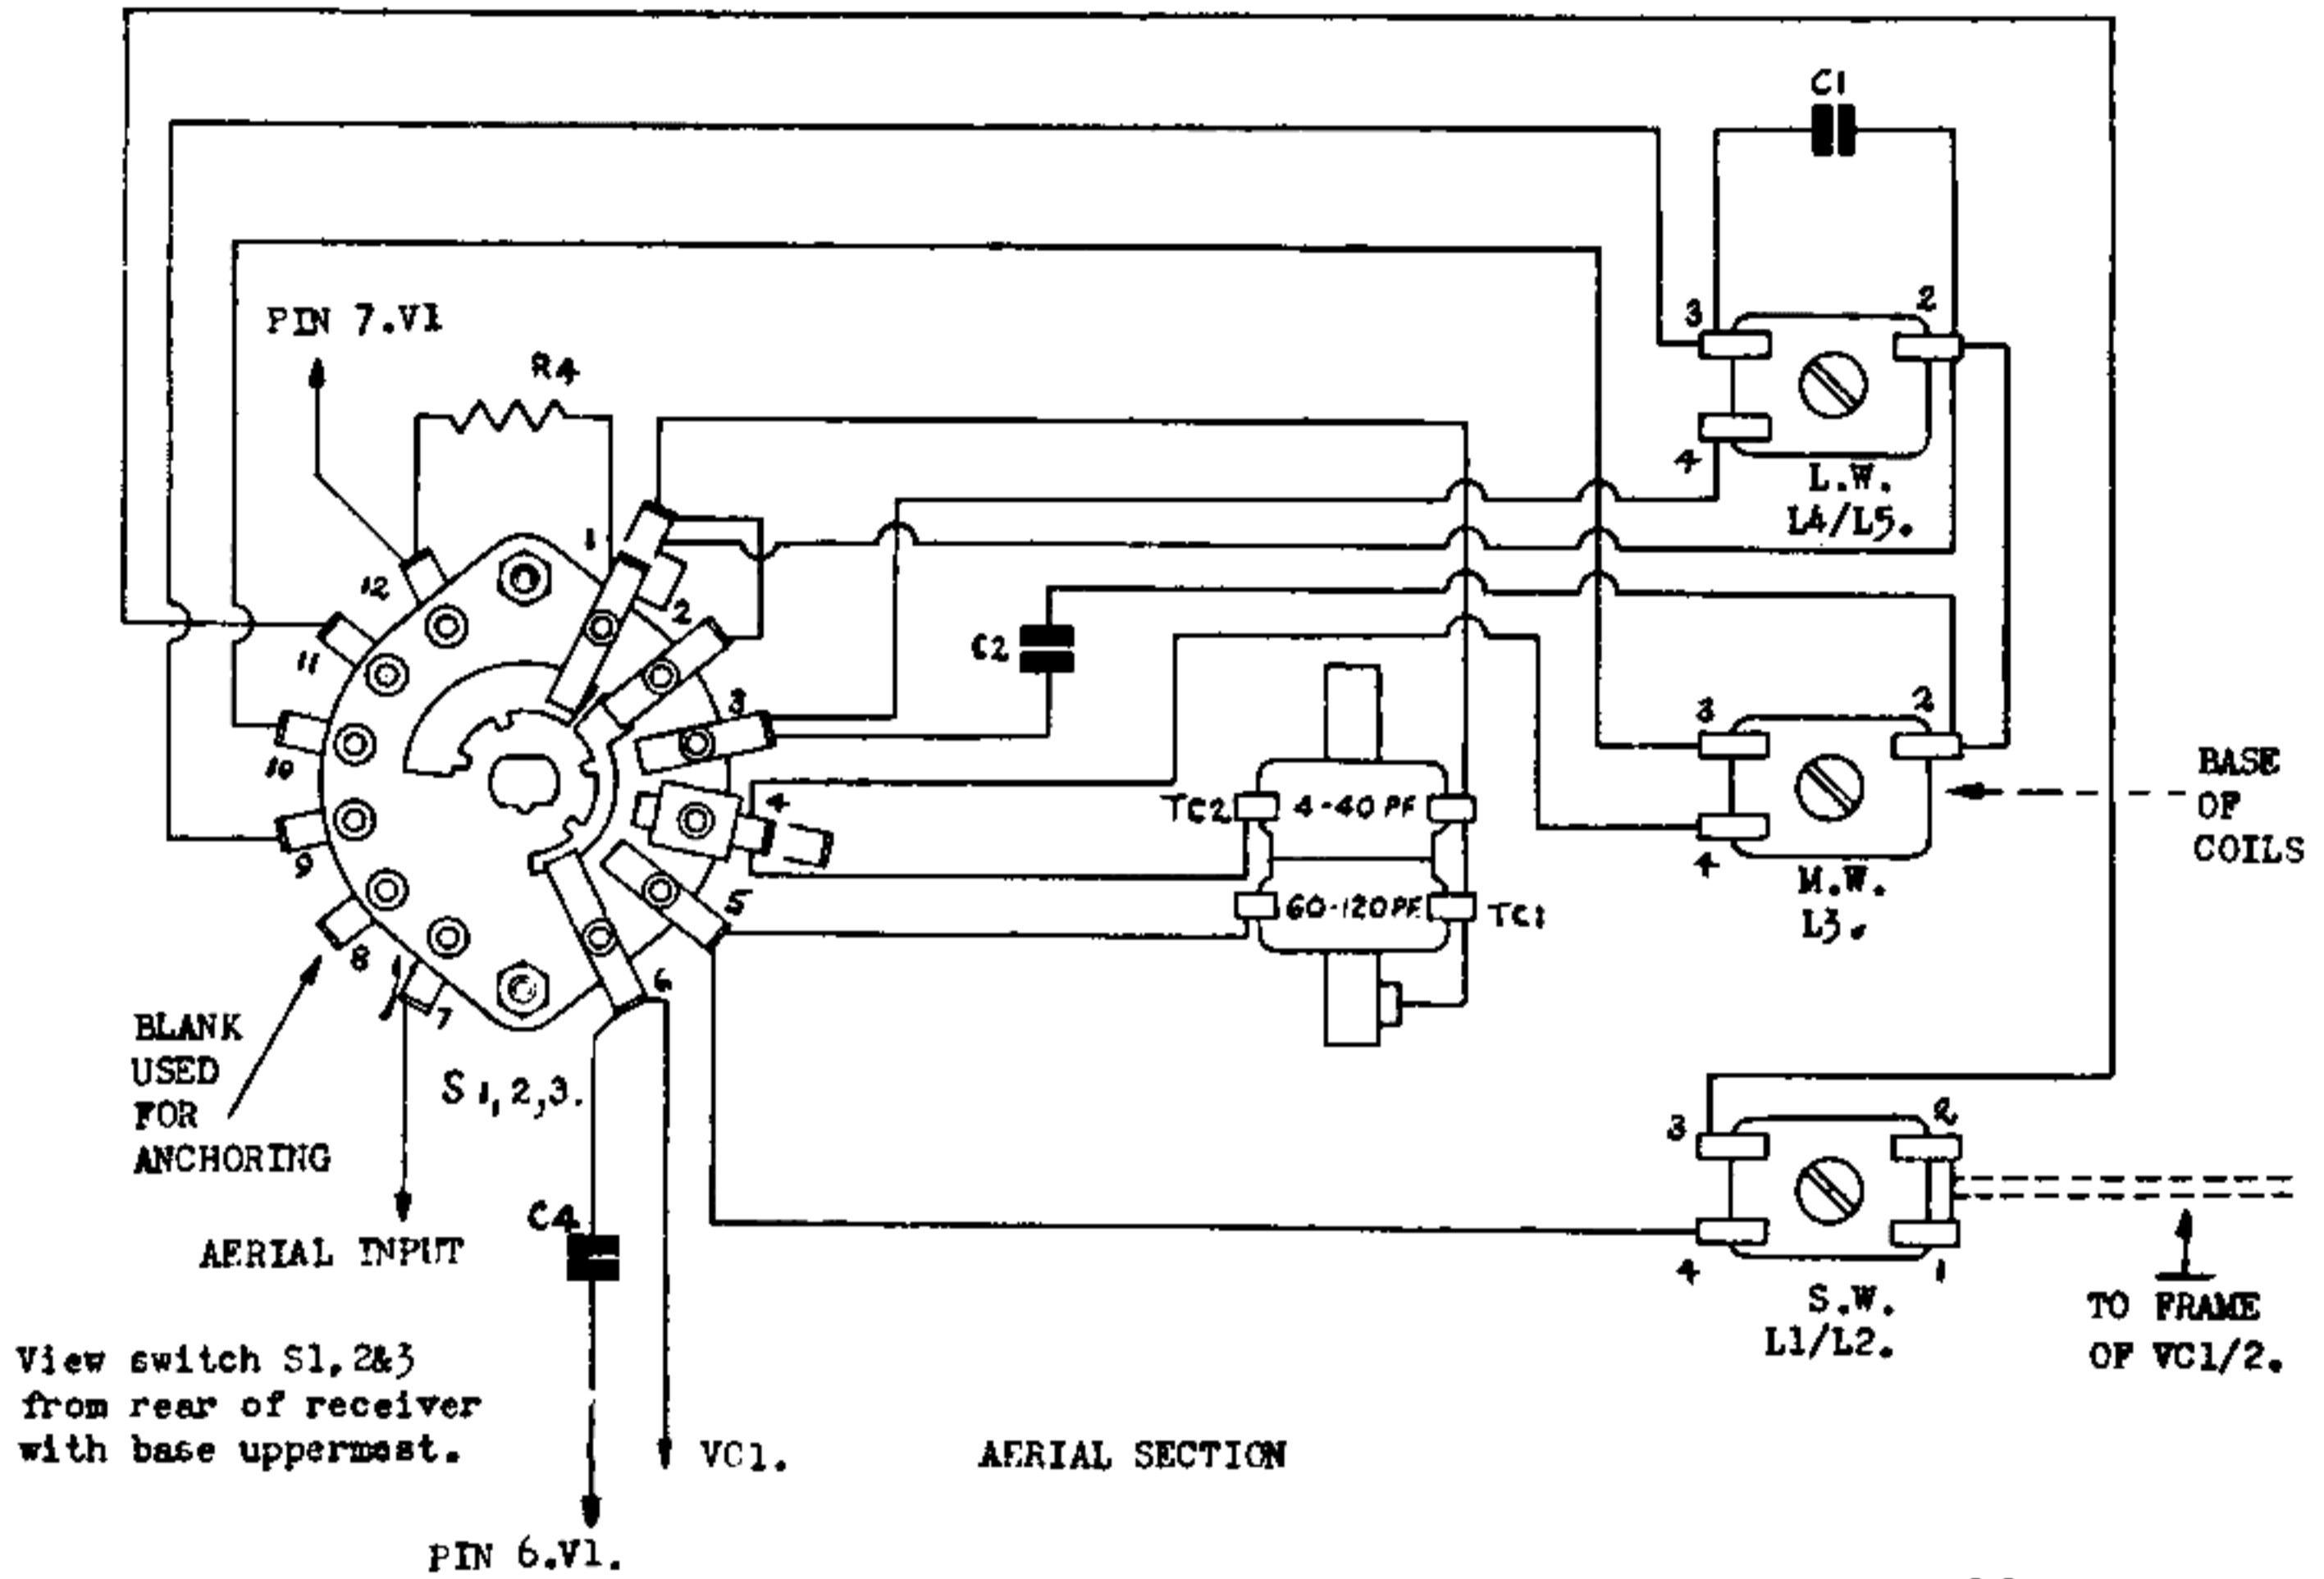 C1
3
2
PIN 7.V1
R4
4
L.W.
L4/L5.
1
12
2
11
C2
3
3
2
10
4
TC2
4-40 PF
BASE
OF
COILS
9
5
60-120PF
TC1
4
M.W.
L3.
8
6
7
BLANK
USED
FOR
ANCHORING
S 1,2,3.
3
2
C4
AERIAL INPUT
4
1
S.W.
L1/L2.
TO FRAME
OF VC1/2.
View switch S1,2&3
from rear of receiver
with base uppermost.
VC1.
AERIAL SECTION
PIN 6.V1.